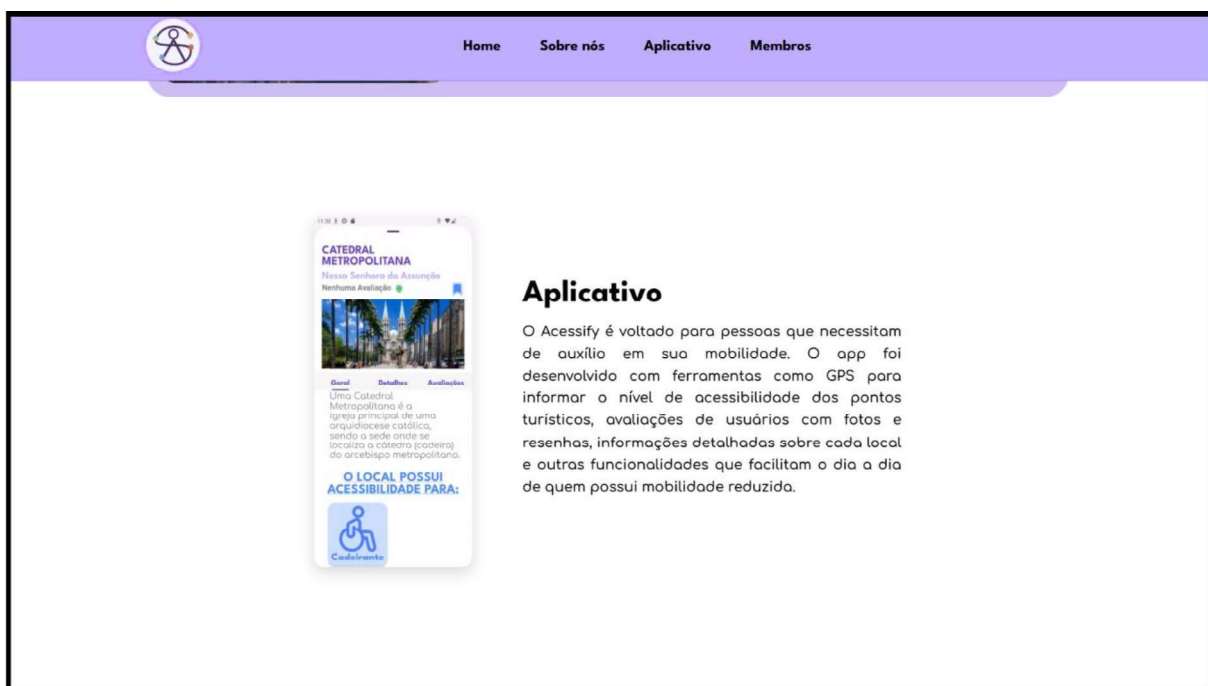 Home Sobre nós Aplicativo Membros
11:38
CATEDRAL
METROPOLITANA
Nossa Senhora da Assunção
Nenhuma Avaliação
Geral Detalhes Avaliações
Uma Catedral
Metropolitana é a
igreja principal de uma
arquidiocese católica,
sendo a sede onde se
localiza a cátedra (cadeira)
do arcebispo metropolitano.
O LOCAL POSSUI
ACESSIBILIDADE PARA:
Cadeirante
Aplicativo
O Acessify é voltado para pessoas que necessitam
de auxílio em sua mobilidade. O app foi
desenvolvido com ferramentas como GPS para
informar o nível de acessibilidade dos pontos
turísticos, avaliações de usuários com fotos e
resenhas, informações detalhadas sobre cada local
e outras funcionalidades que facilitam o dia a dia
de quem possui mobilidade reduzida.